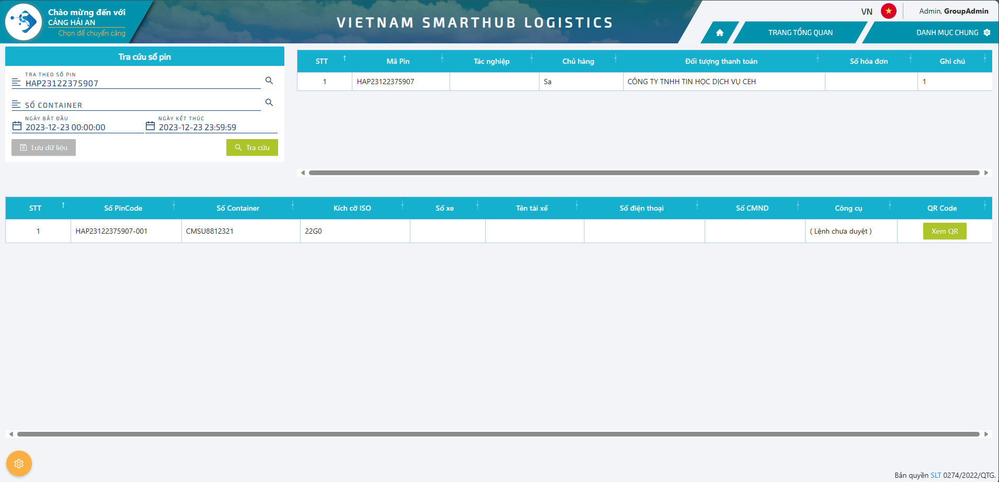 Chào mừng đến với
CẢNG HẢI AN
Chọn để chuyển cảng
VIETNAM SMARTHUB LOGISTICS
VN
Admin, GroupAdmin
TRANG TỔNG QUAN
DANH MỤC CHUNG
Tra cứu số pin
TRA THEO SỐ PIN
HAP23122375907
SỐ CONTAINER
NGÀY BẮT ĐẦU
NGÀY KẾT THÚC
2023-12-23 00:00:00
2023-12-23 23:59:59
Lưu dữ liệu
Tra cứu
STT Mã Pin Tác nghiệp Chủ hàng Đối tượng thanh toán Số hóa đơn Ghi chú
1 HAP23122375907 Sa CÔNG TY TNHH TIN HỌC DỊCH VỤ CEH 1
STT Số PinCode Số Container Kích cỡ ISO Số xe Tên tài xế Số điện thoại Số CMND Công cụ QR Code
1 HAP23122375907-001 CMSU8812321 22G0 ( Lệnh chưa duyệt ) Xem QR
Bản quyền SLT 0274/2022/QTG.